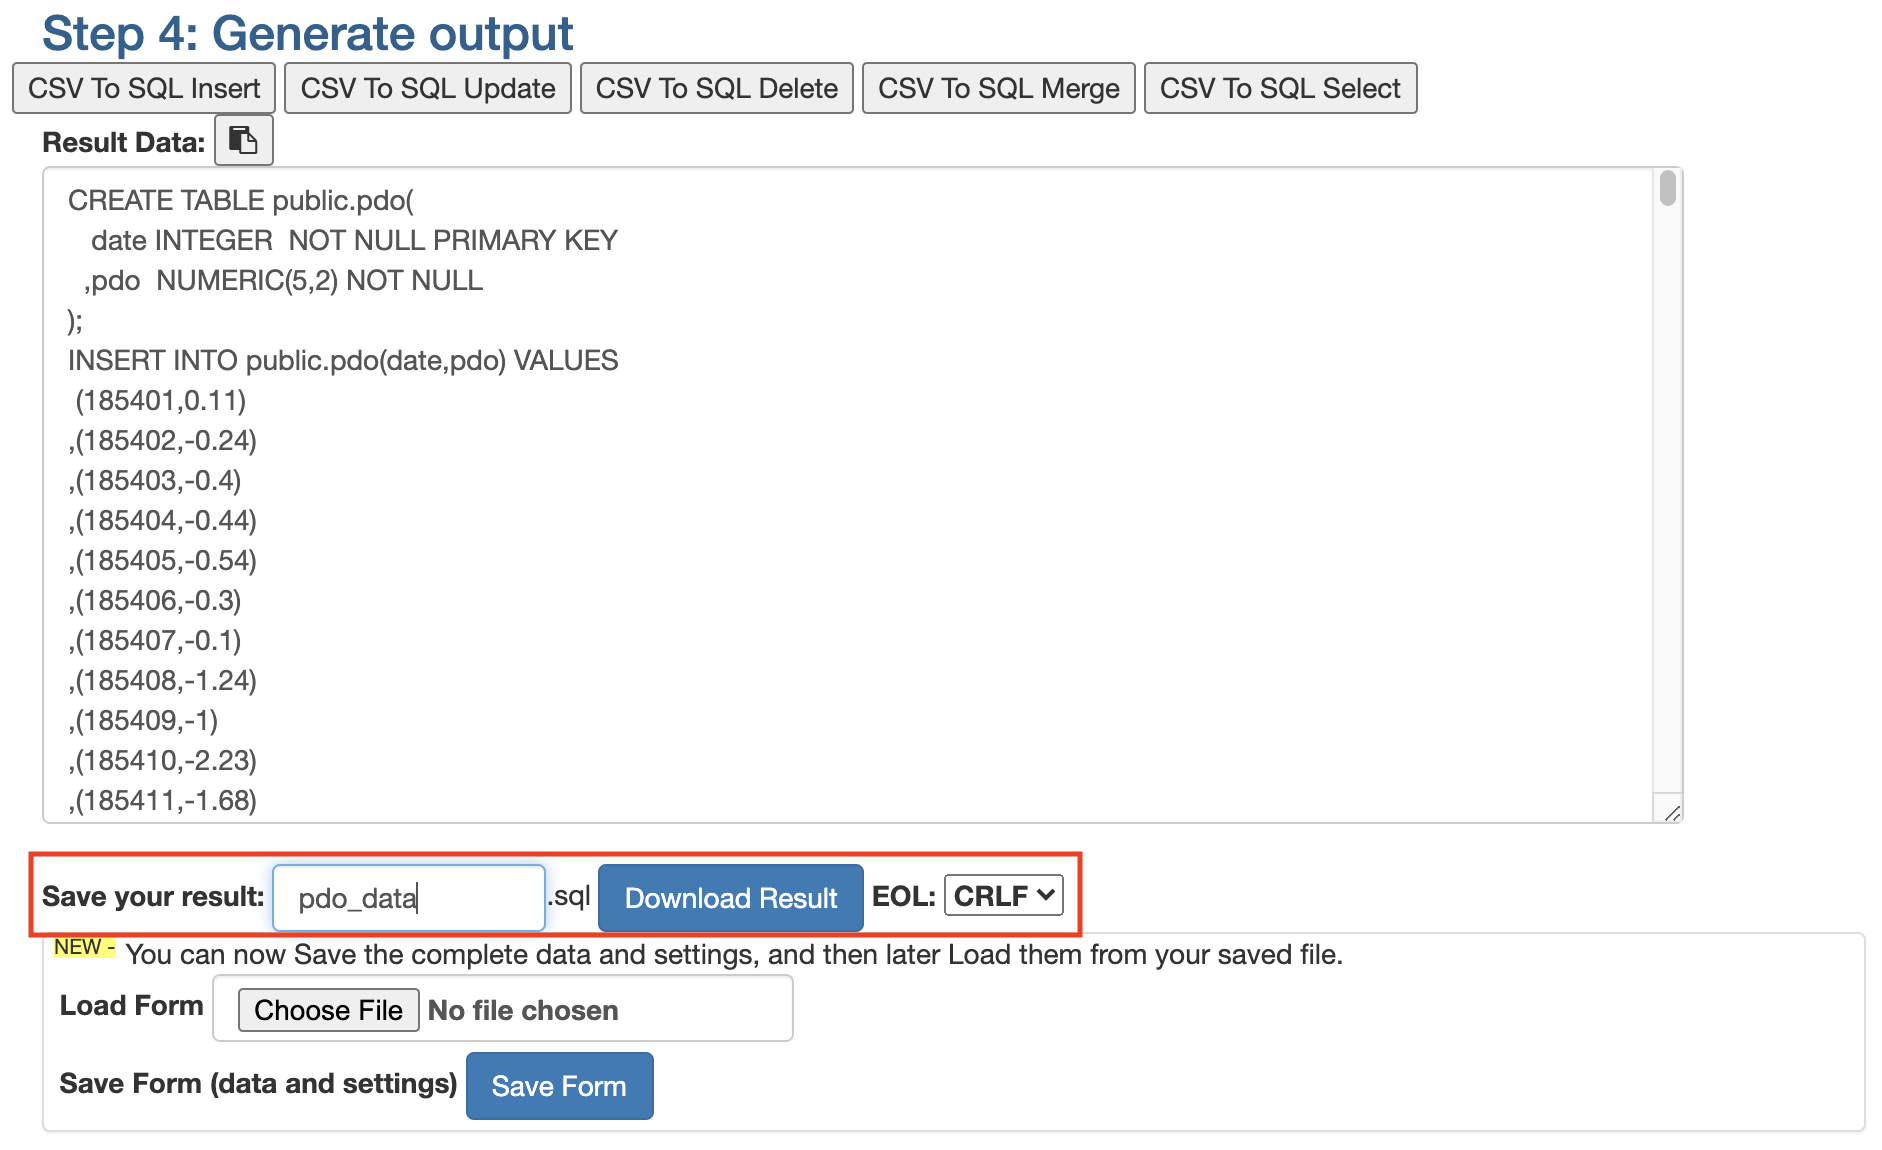 Step 4: Generate output
CSV To SQL Insert CSV To SQL Update CSV To SQL Delete CSV To SQL Merge CSV To SQL Select
Result Data:
CREATE TABLE public.pdo(
date INTEGER  NOT NULL PRIMARY KEY
,pdo  NUMERIC(5,2) NOT NULL
);
INSERT INTO public.pdo(date,pdo) VALUES
(185401,0.11)
,(185402,-0.24)
,(185403,-0.4)
,(185404,-0.44)
,(185405,-0.54)
,(185406,-0.3)
,(185407,-0.1)
,(185408,-1.24)
,(185409,-1)
,(185410,-2.23)
,(185411,-1.68)
Save your result: pdo_data .sql Download Result EOL: CRLF
NEW - You can now Save the complete data and settings, and then later Load them from your saved file.
Load Form Choose File No file chosen
Save Form (data and settings) Save Form